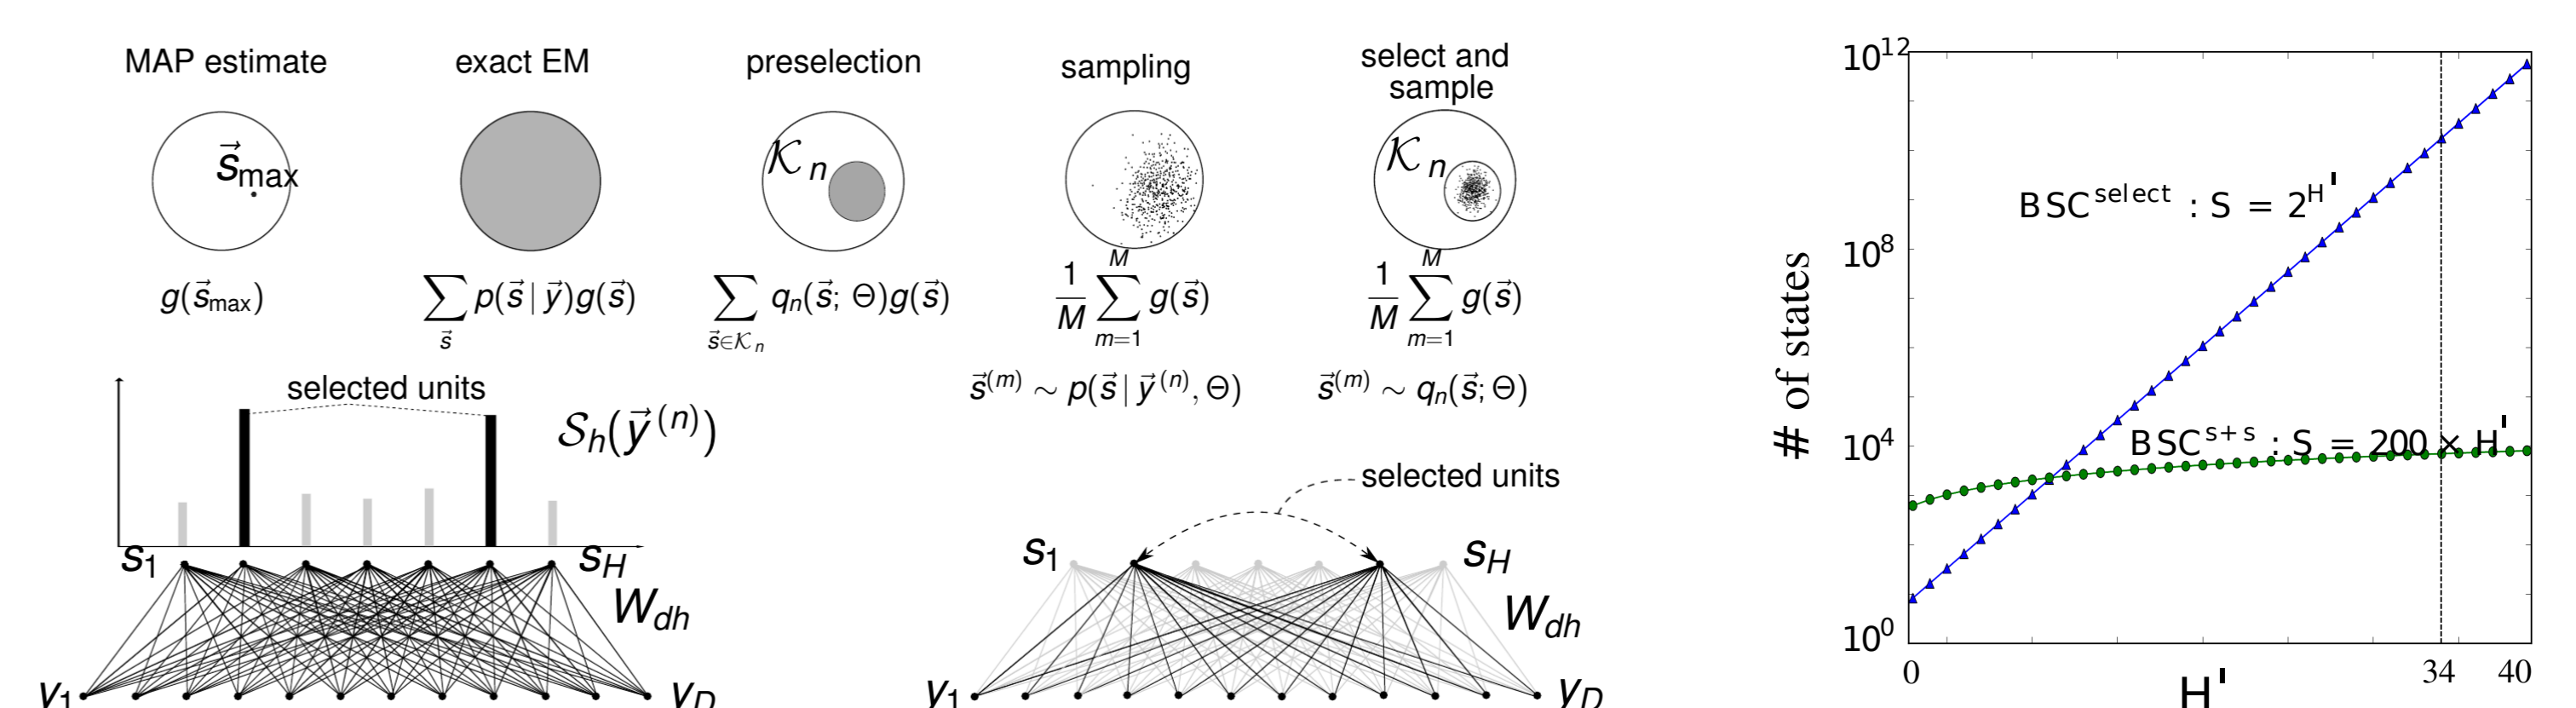 MAP estimate
exact EM
preselection
sampling
select and
sample
s⃗max
𝒦n
𝒦n
g(s⃗max)
∑s⃗ p(s⃗ | y⃗)g(s⃗)
∑s⃗∈𝒦n qn(s⃗; Θ)g(s⃗)
1/M ∑m=1M g(s⃗)
1/M ∑m=1M g(s⃗)
s⃗(m) ∼ p(s⃗ | y⃗(n), Θ)
s⃗(m) ∼ qn(s⃗; Θ)
selected units
𝒮h(y⃗(n))
s1
sH
Wdh
y1
yD
selected units
s1
sH
Wdh
y1
yD
# of states
10^12
10^8
10^4
10^0
BSC^select : S = 2^H'
BSC^s+s : S = 200 × H'
0
34
40
H'